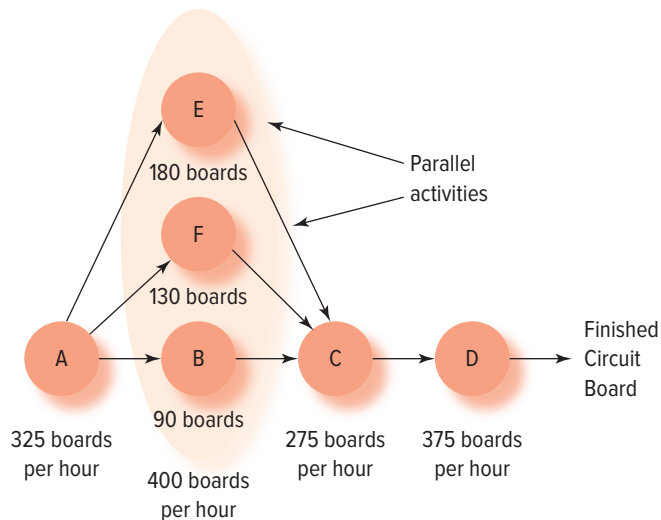 E
180 boards
Parallel
activities
F
130 boards
A
B
C
D
Finished
Circuit
Board
90 boards
325 boards
per hour
400 boards
per hour
275 boards
per hour
375 boards
per hour